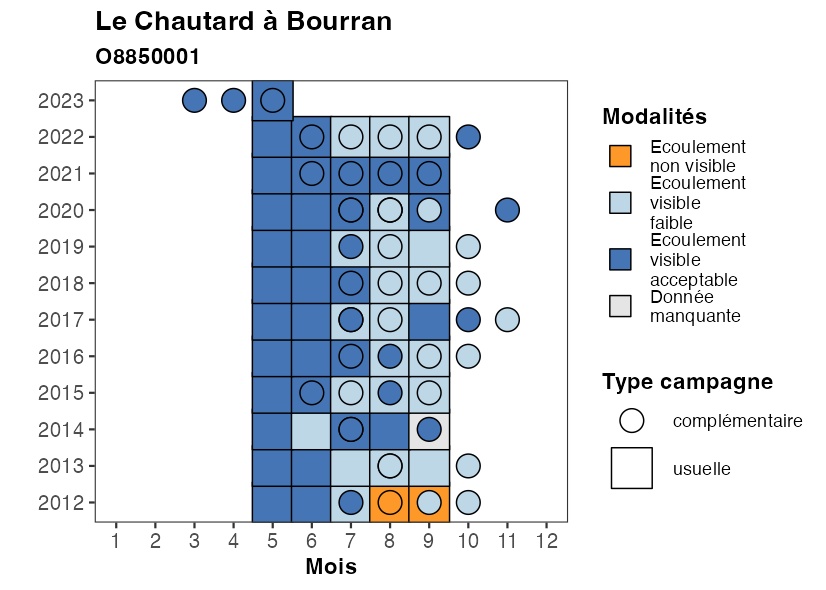 Le Chautard à Bourran
O8850001
2023
2022
2021
2020
2019
2018
2017
2016
2015
2014
2013
2012
1 2 3 4 5 6 7 8 9 10 11 12
Mois
Modalités
Ecoulement
non visible
Ecoulement
visible
faible
Ecoulement
visible
acceptable
Donnée
manquante
Type campagne
complémentaire
usuelle